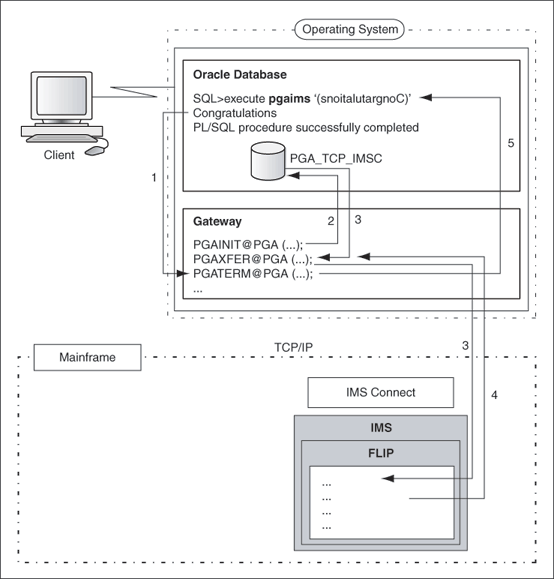 Operating System
Oracle Database
SQL>execute pgaims ‘(snoitalutargnoC)’
Congratulations
PL/SQL procedure successfully completed
Client
PGA_TCP_IMSC
1
5
2
3
Gateway
PGAINIT@PGA (...);
PGAXFER@PGA (...);
PGATERM@PGA (...);
...
TCP/IP
3
Mainframe
4
IMS Connect
IMS
FLIP
...
...
...
...